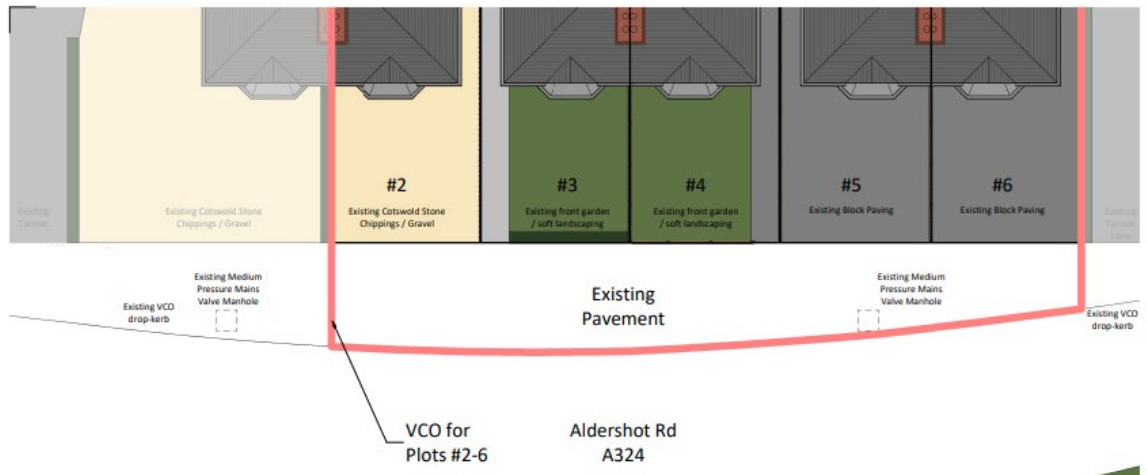 #2
#3
#4
#5
#6
Existing
Tarmac
Existing Cotswold Stone
Chippings / Gravel
Existing Cotswold Stone
Chippings / Gravel
Existing front garden
/ soft landscaping
Existing front garden
/ soft landscaping
Existing Block Paving
Existing Block Paving
Existing
Tarmac
Lane
Existing VCO
drop-kerb
Existing Medium
Pressure Mains
Valve Manhole
Existing
Pavement
Existing Medium
Pressure Mains
Valve Manhole
Existing VCO
drop-kerb
VCO for
Plots #2-6
Aldershot Rd
A324